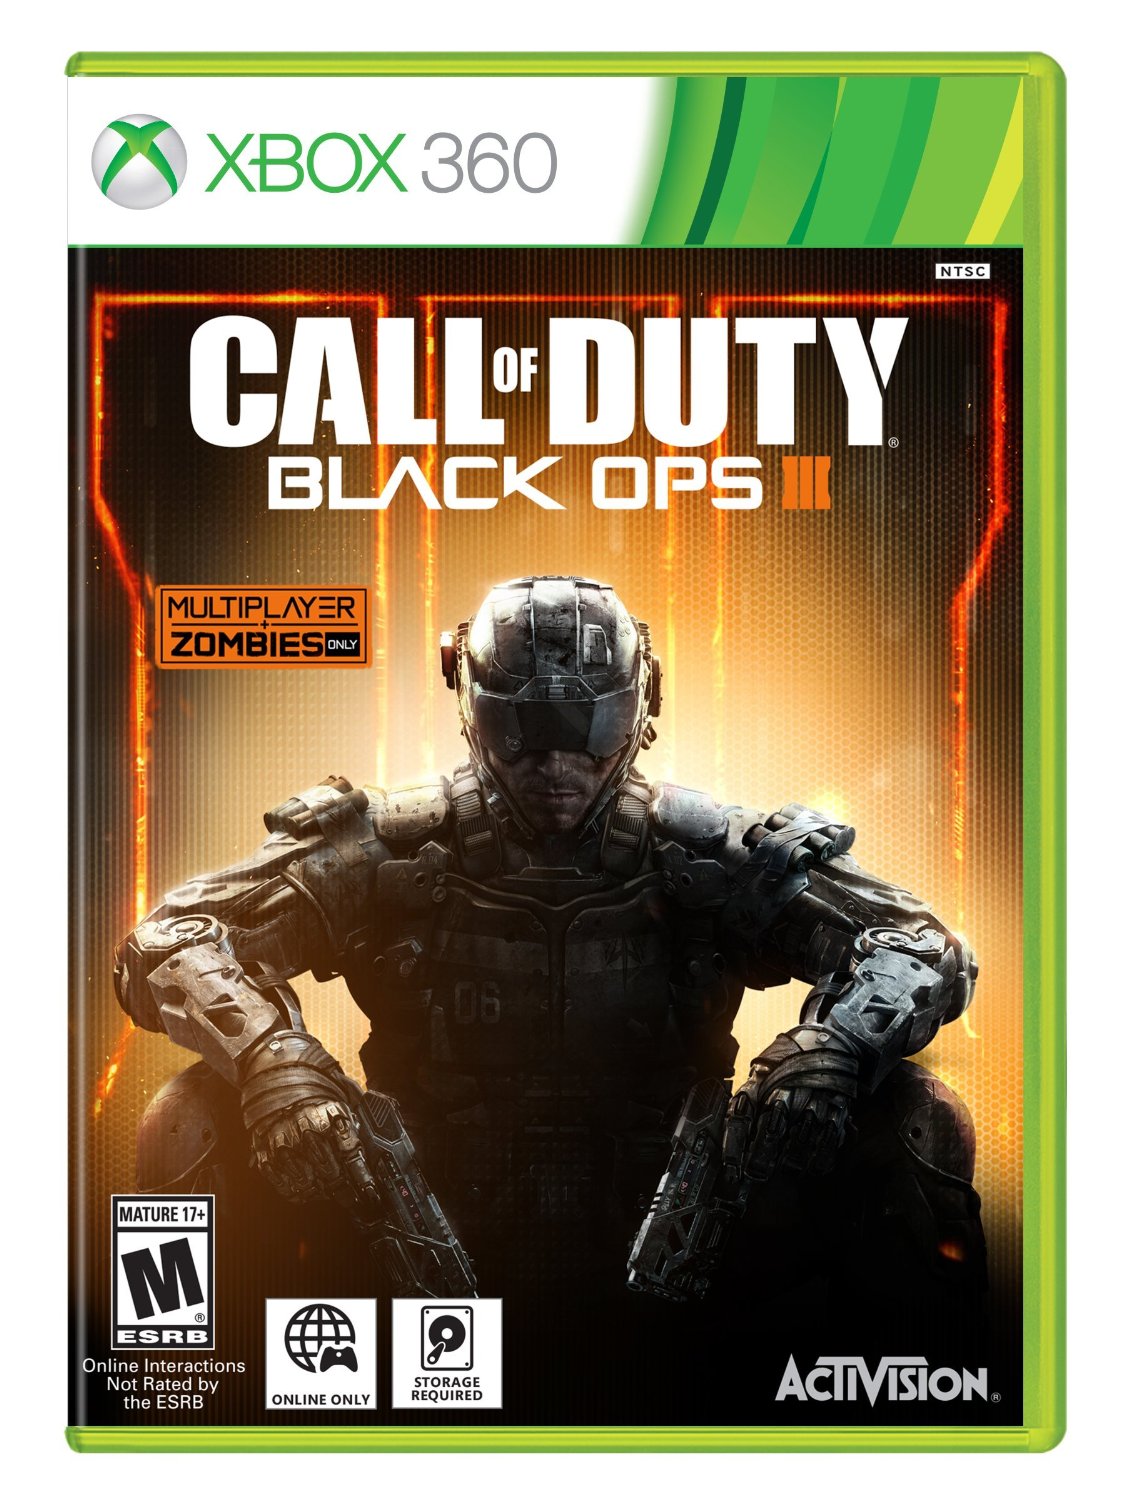 XBOX 360
NTSC
CALL OF DUTY®
BLACK OPS III
MULTIPLAYER
+
ZOMBIES ONLY
06
MATURE 17+
M®
ESRB
Online Interactions
Not Rated by
the ESRB
ONLINE ONLY
STORAGE
REQUIRED
ACTIVISION®